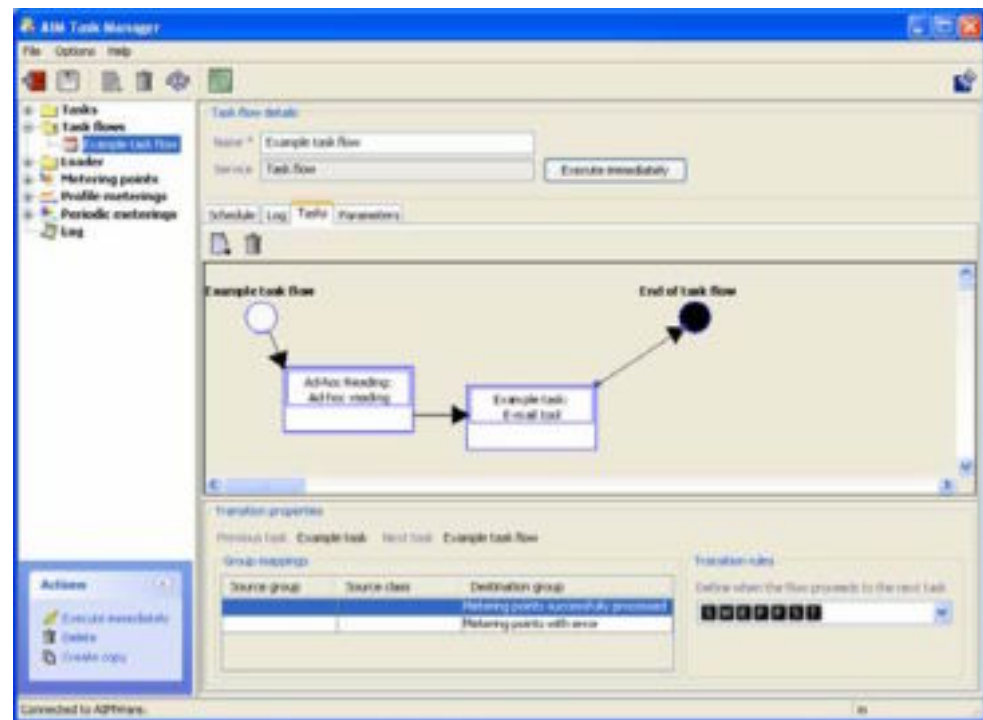 AIM Task Manager
File Options Help
Tasks
Task flows
Example task flow
Loader
Metering points
Profile meterings
Periodic meterings
Log
Task flow details
Name * Example task flow
Service Task flow
Execute immediately
Schedule Log Tasks Parameters
Example task flow
End of task flow
Ad-hoc Reading:
Ad hoc reading
Example task:
E-mail tool
Transition properties
Previous task Example task Next task Example task flow
Group mappings
Source group Source class Destination group
Metering points successfully processed
Metering points with error
Transition rules
Define when the flow proceeds to the next task
Actions
Execute immediately
Delete
Create copy
Connected to AIMWare.